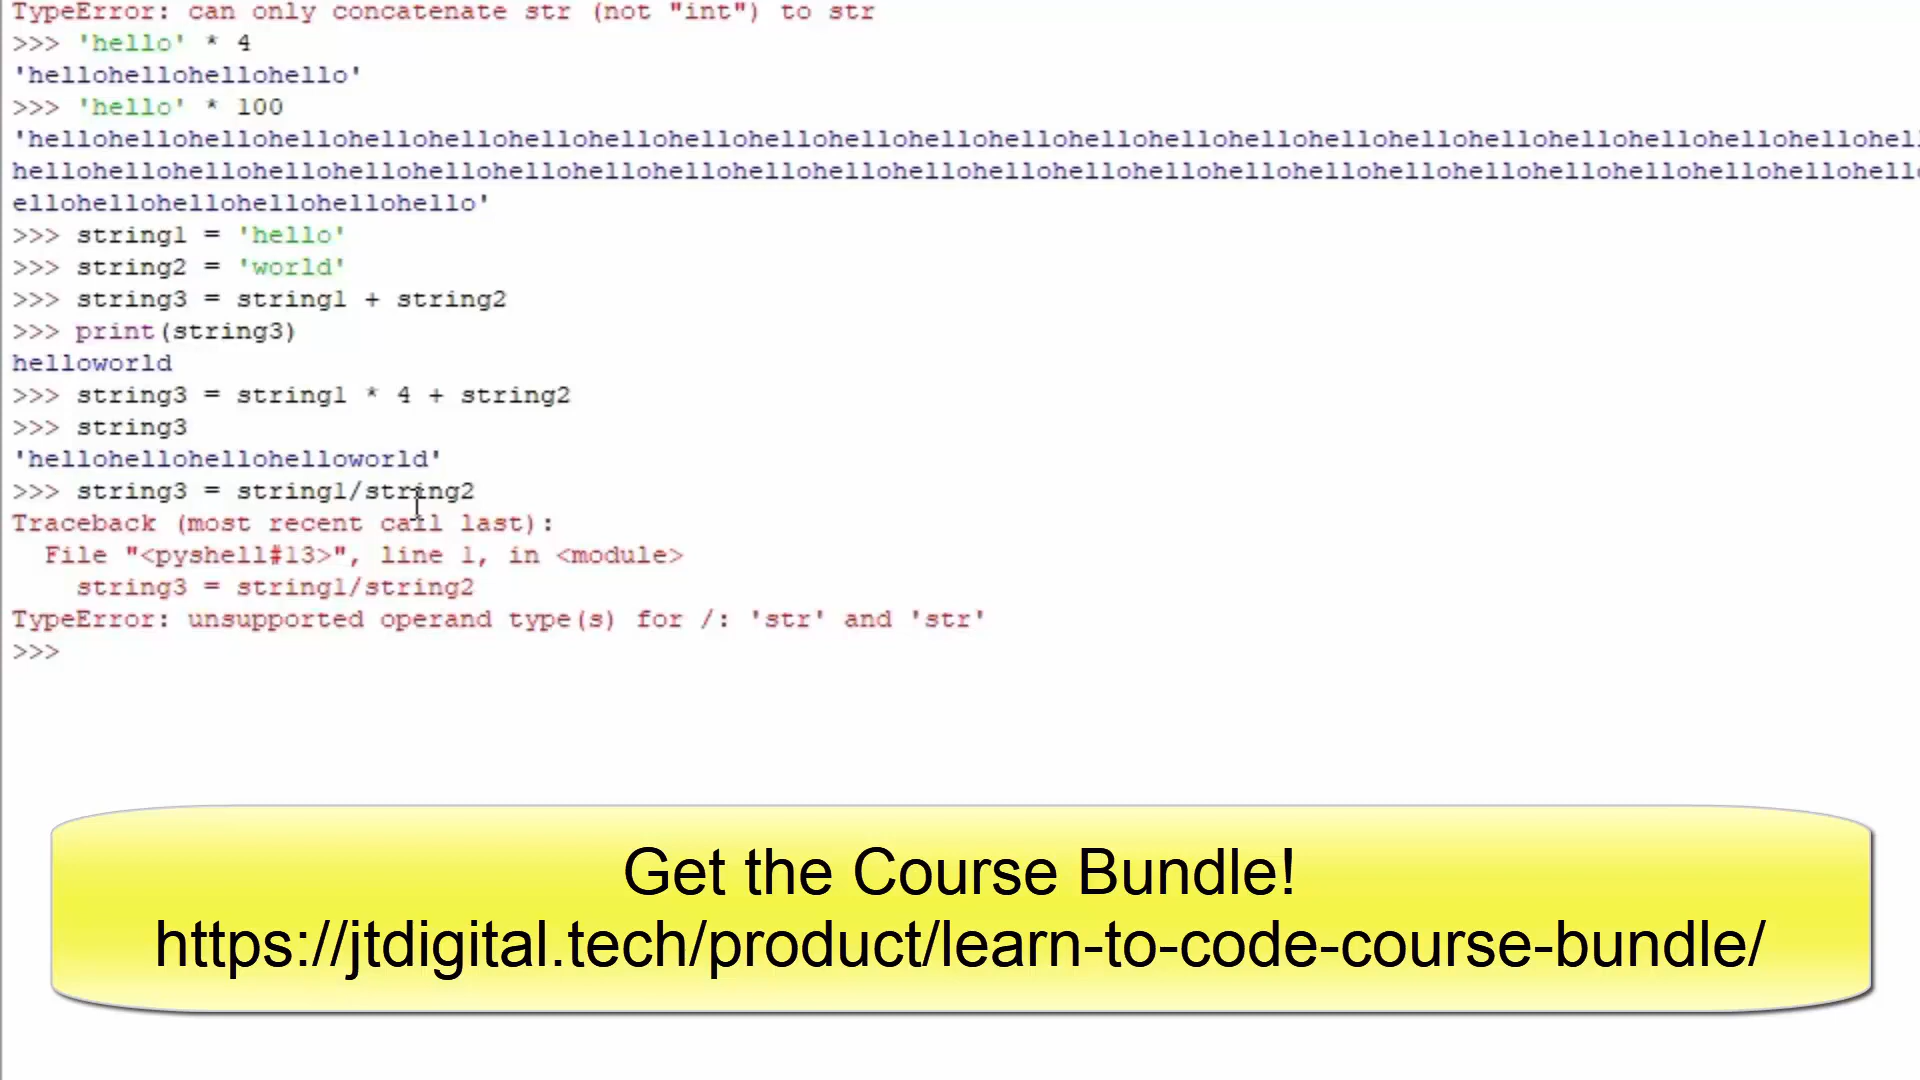 TypeError: can only concatenate str (not "int") to str
>>> 'hello' * 4
'hellohellohellohello'
>>> 'hello' * 100
'hellohellohellohellohellohellohellohellohellohellohellohellohellohellohellohellohellohellohellohellohellohellohellohel
hellohellohellohellohellohellohellohellohellohellohellohellohellohellohellohellohellohellohellohellohellohellohellohello
ellohellohellohellohellohello'
>>> string1 = 'hello'
>>> string2 = 'world'
>>> string3 = string1 + string2
>>> print(string3)
helloworld
>>> string3 = string1 * 4 + string2
>>> string3
'hellohellohellohelloworld'
>>> string3 = string1/string2
Traceback (most recent call last):
  File "<pyshell#13>", line 1, in <module>
    string3 = string1/string2
TypeError: unsupported operand type(s) for /: 'str' and 'str'
>>>
Get the Course Bundle!
https://jtdigital.tech/product/learn-to-code-course-bundle/